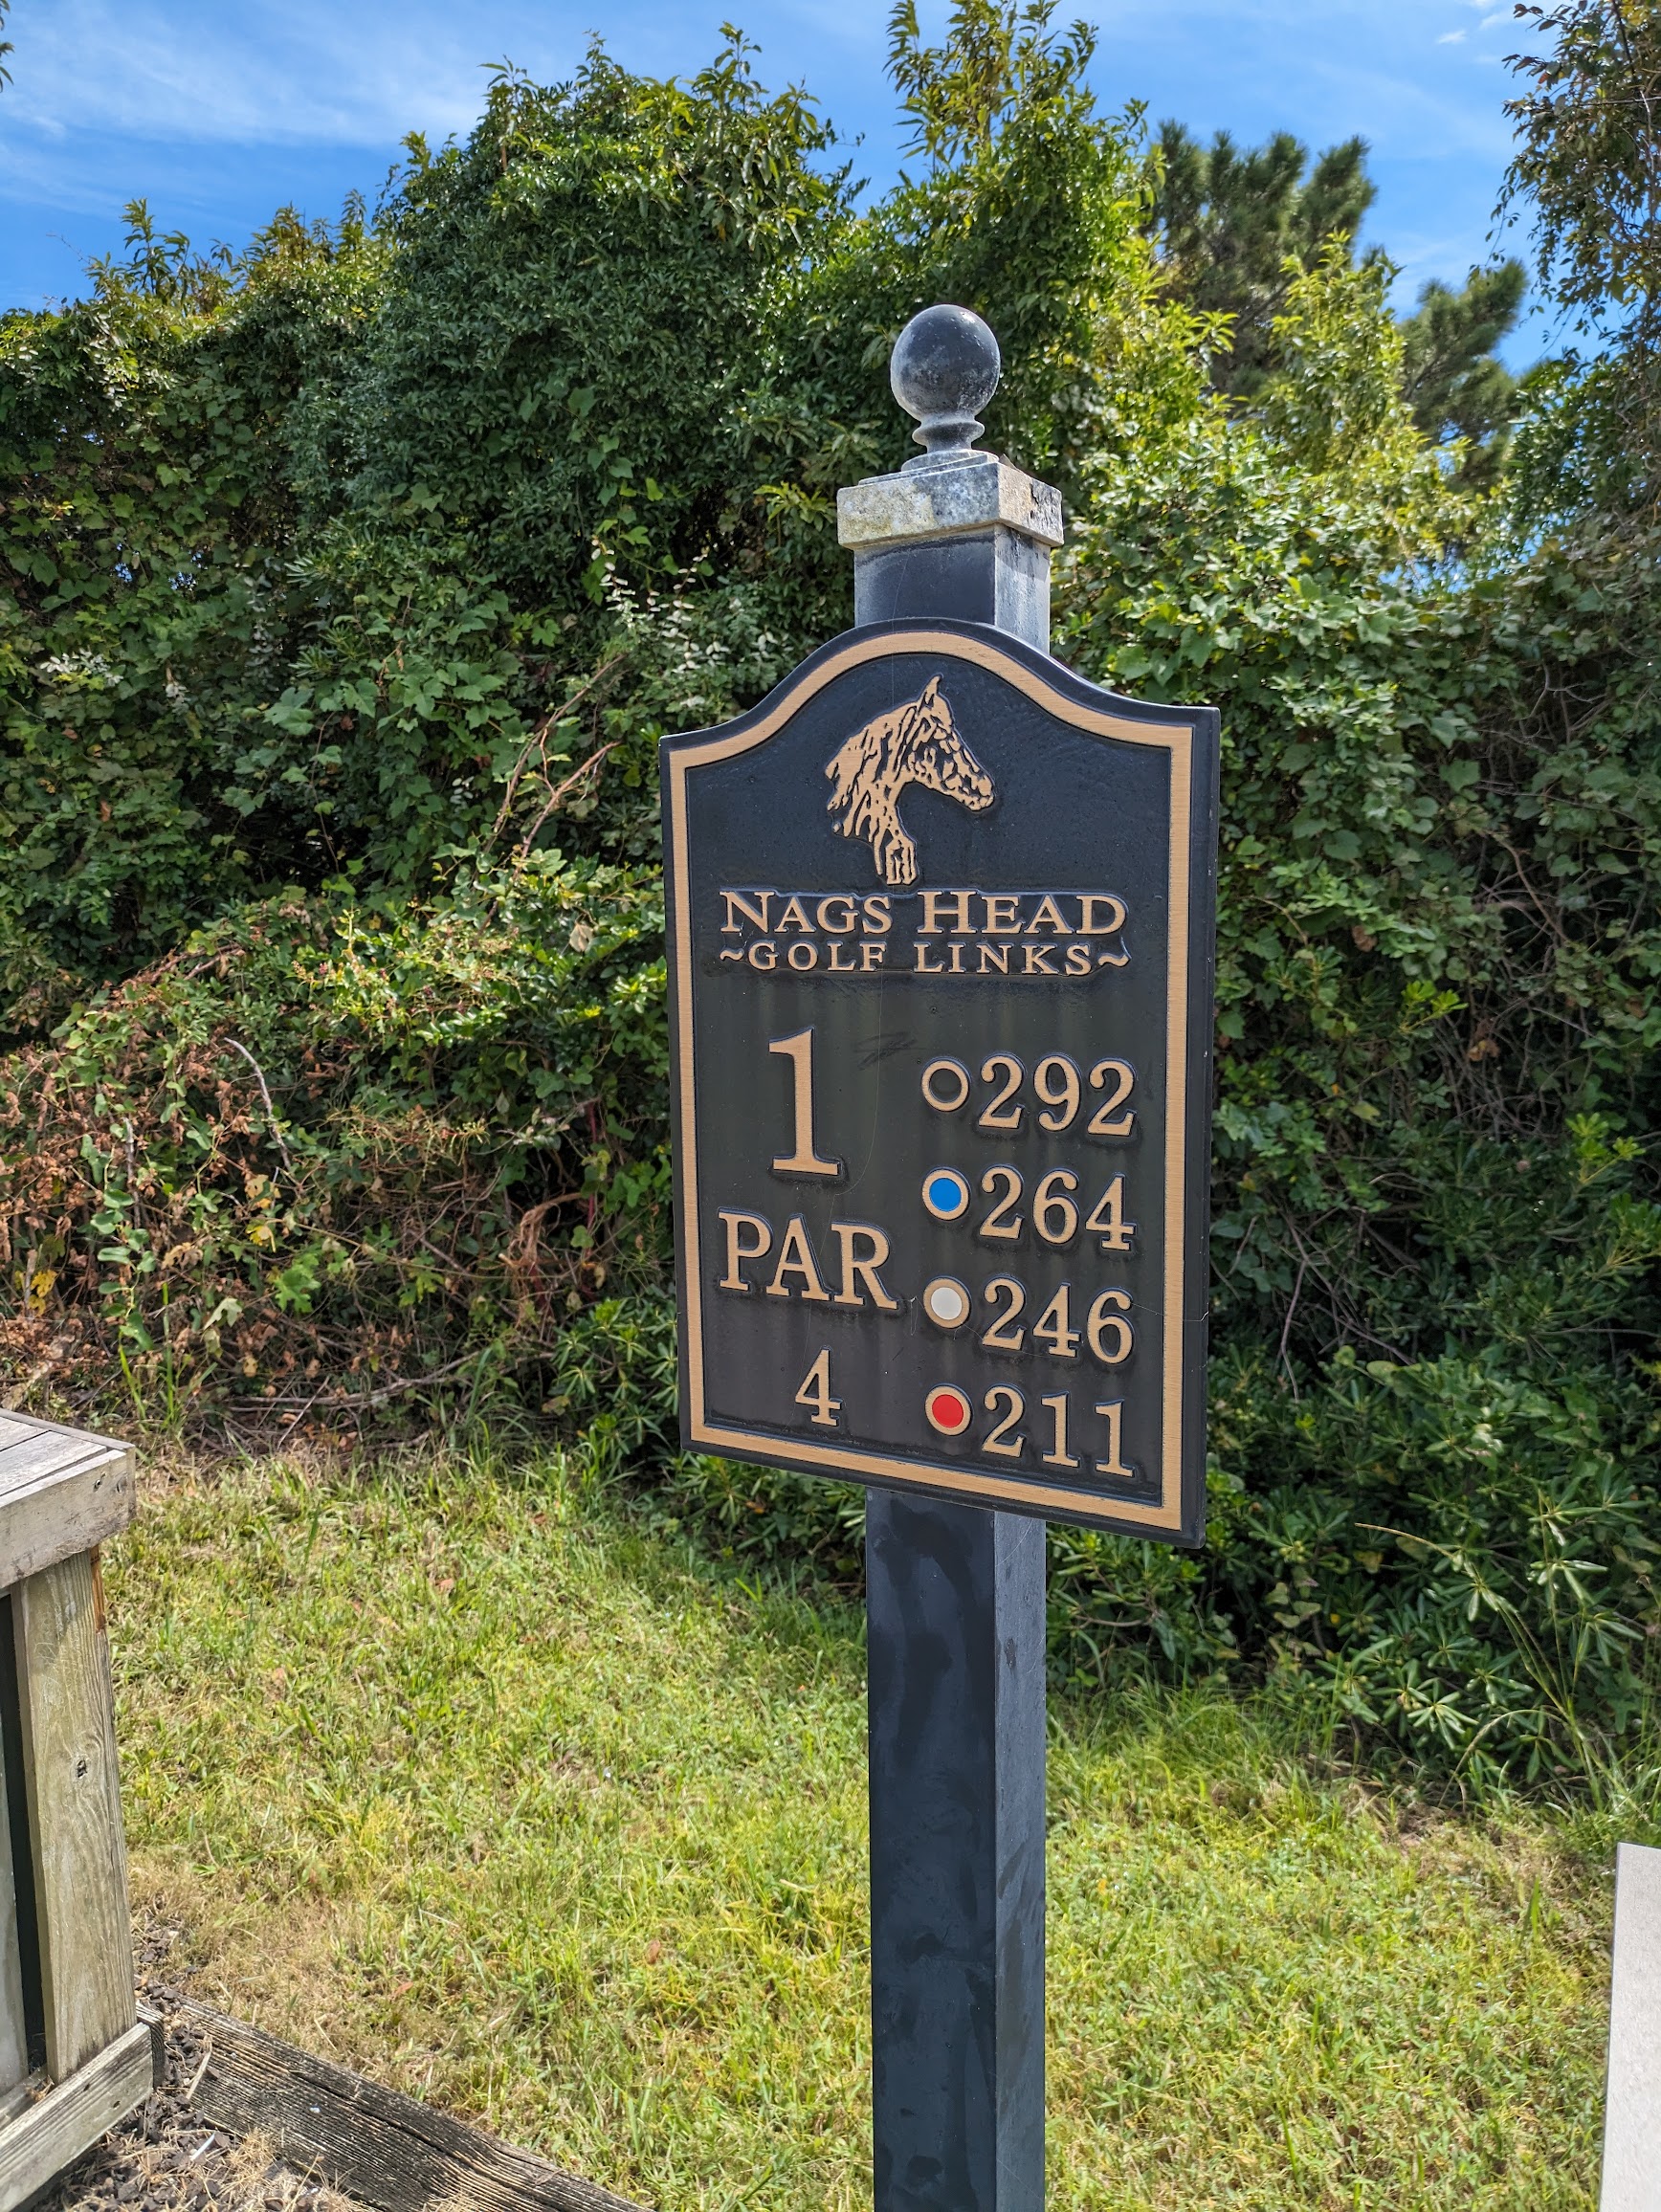 NAGS HEAD
~GOLF LINKS~
1
PAR
4
292
264
246
211